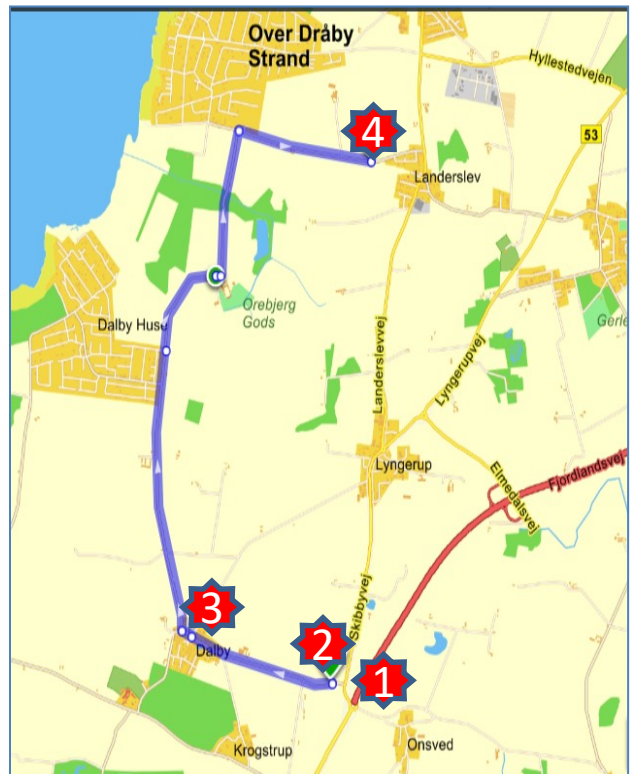 Over Dråby
Strand
Hyllestedvejen
53
4
Landerslev
Orebjerg
Gods
Gerle
Dalby Huse
Landerslevvej
Lyngerupvej
Lyngerup
Elmedalsvej
Fjordlandsvej
Skibbyvej
3
Dalby
2
1
Krogstrup
Onsved